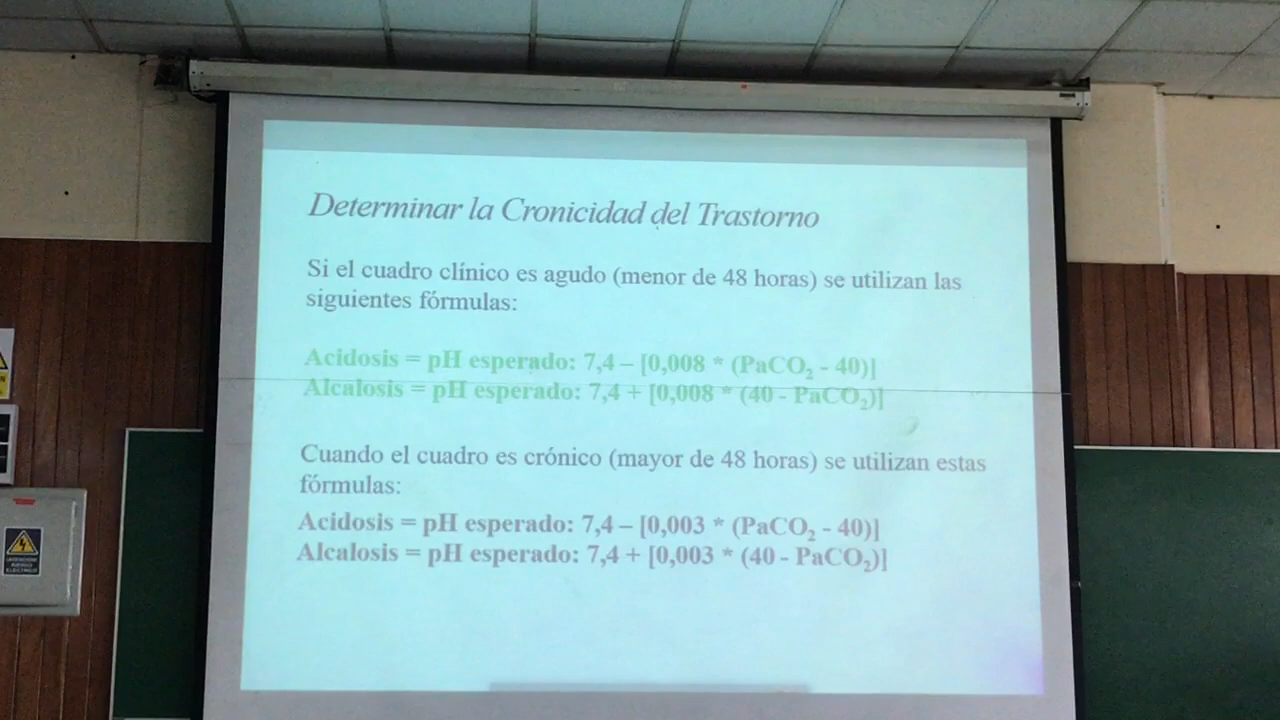 Determinar la Cronicidad del Trastorno
Si el cuadro clínico es agudo (menor de 48 horas) se utilizan las
siguientes fórmulas:
Acidosis = pH esperado: 7,4 – [0,008 * (PaCO₂ - 40)]
Alcalosis = pH esperado: 7,4 + [0,008 * (40 - PaCO₂)]
Cuando el cuadro es crónico (mayor de 48 horas) se utilizan estas
fórmulas:
Acidosis = pH esperado: 7,4 – [0,003 * (PaCO₂ - 40)]
Alcalosis = pH esperado: 7,4 + [0,003 * (40 - PaCO₂)]